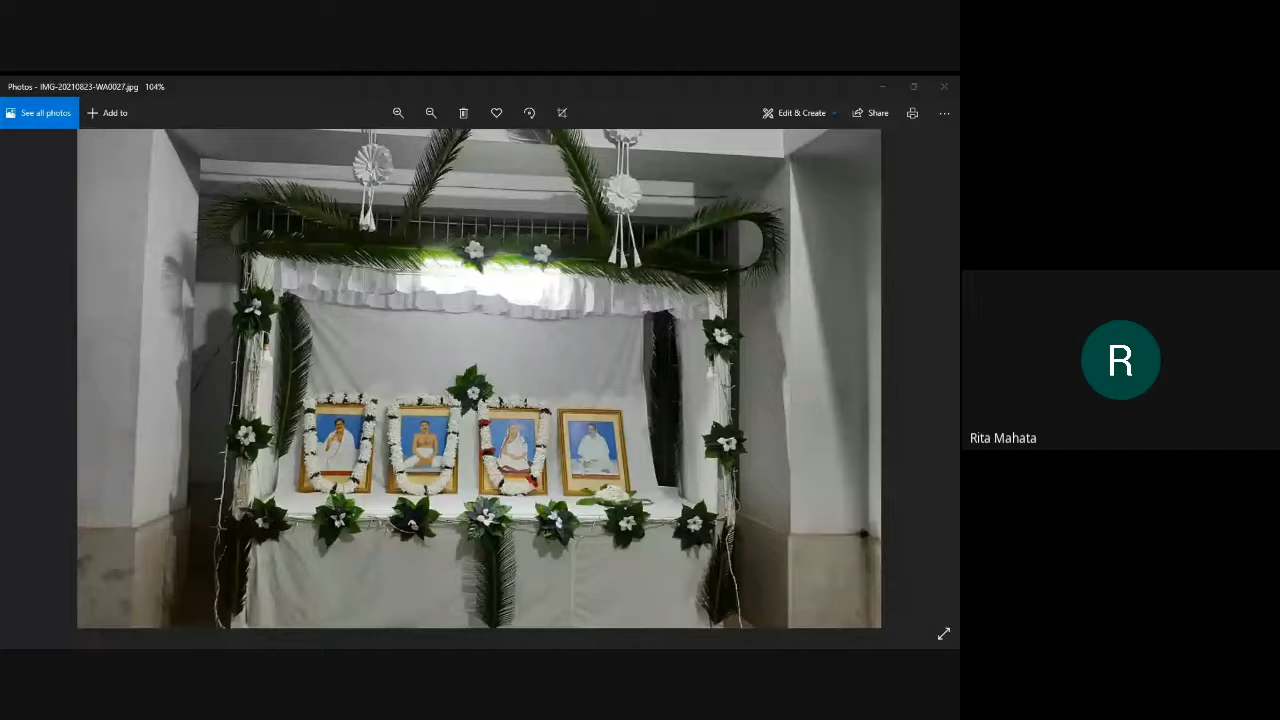 Photos - IMG-20210823-WA0027.jpg 104%
See all photos
Add to
Edit & Create
Share
R
Rita Mahata